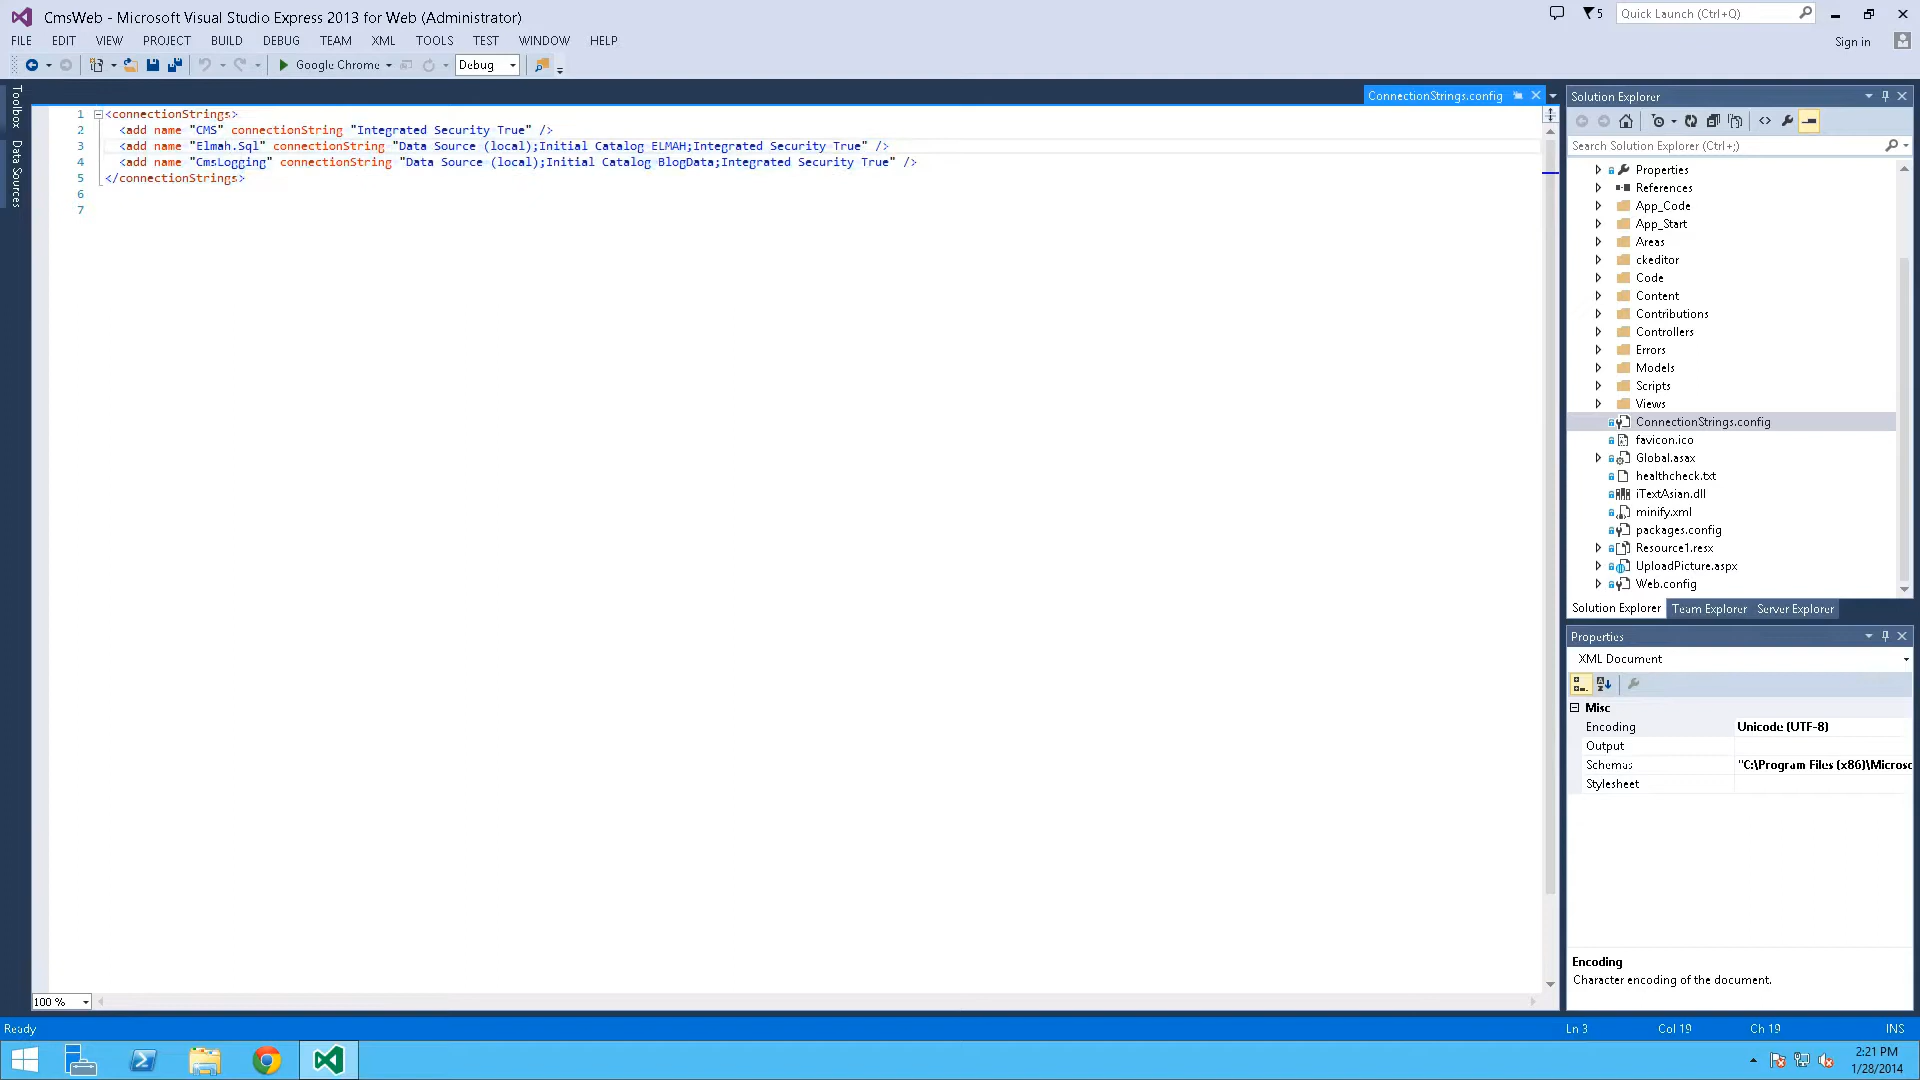 CmsWeb - Microsoft Visual Studio Express 2013 for Web (Administrator)
5
Quick Launch (Ctrl+Q)
FILE EDIT VIEW PROJECT BUILD DEBUG TEAM XML TOOLS TEST WINDOW HELP
Sign in
Google Chrome
Debug
Toolbox
Data Sources
ConnectionStrings.config
1 <connectionStrings>
2 <add name "CMS" connectionString "Integrated Security True" />
3 <add name "Elmah.Sql" connectionString "Data Source (local);Initial Catalog ELMAH;Integrated Security True" />
4 <add name "CmsLogging" connectionString "Data Source (local);Initial Catalog BlogData;Integrated Security True" />
5 </connectionStrings>
6
7
100 %
Solution Explorer
Search Solution Explorer (Ctrl+;)
Properties
References
App_Code
App_Start
Areas
ckeditor
Code
Content
Contributions
Controllers
Errors
Models
Scripts
Views
ConnectionStrings.config
favicon.ico
Global.asax
healthcheck.txt
iTextAsian.dll
minify.xml
packages.config
Resource1.resx
UploadPicture.aspx
Web.config
Solution Explorer Team Explorer Server Explorer
Properties
XML Document
Misc
Encoding Unicode (UTF-8)
Output
Schemas "C:\Program Files (x86)\Microso
Stylesheet
Encoding
Character encoding of the document.
Ready
Ln 3 Col 19 Ch 19 INS
2:21 PM
1/28/2014